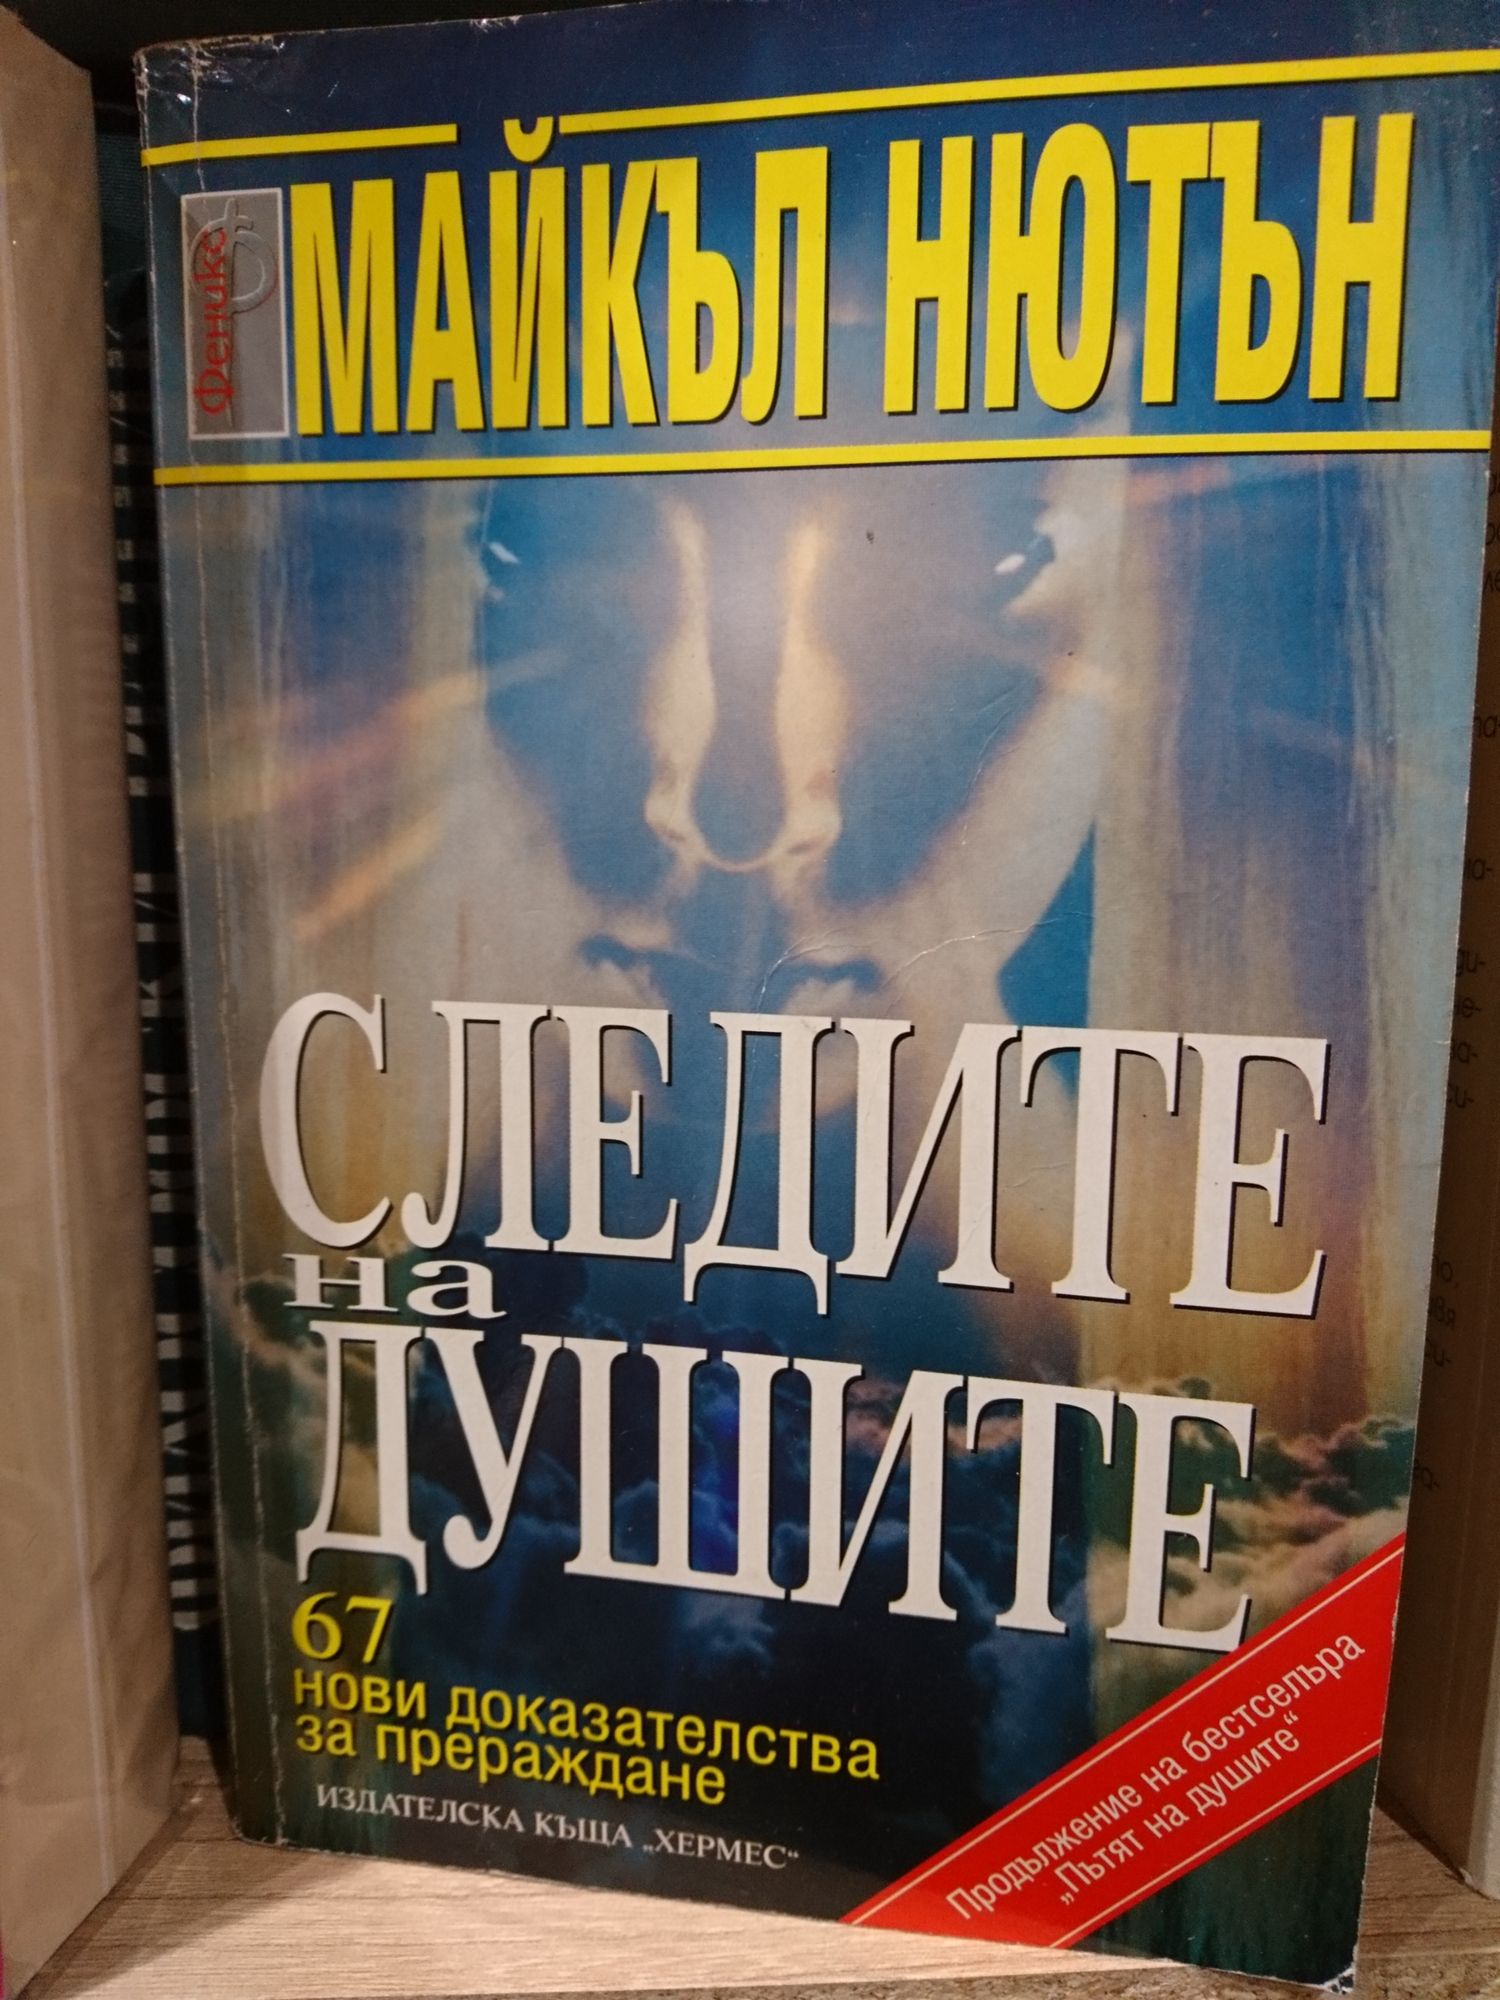 МАЙКЪЛ НЮТЪН
Феникс
СЛЕДИТЕ
на
ДУШИТЕ
67
нови доказателства
за прераждане
ИЗДАТЕЛСКА КЪЩА „ХЕРМЕС“
Продължение на бестселъра
„Пътят на душите“